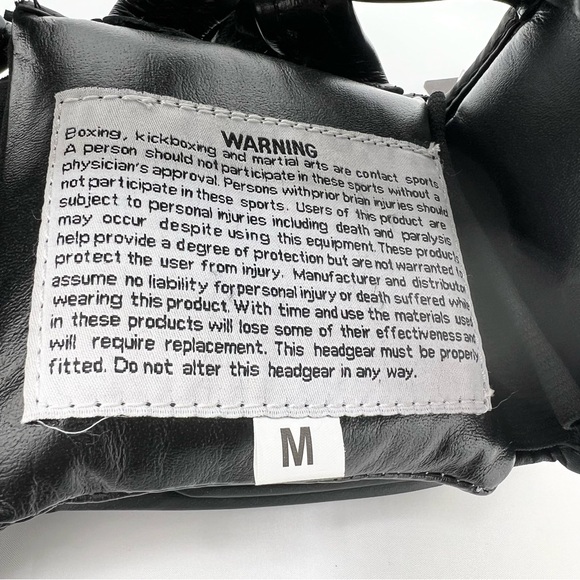 WARNING
Boxing, kickboxing and martial arts are contact sports
A person should not participate in these sports without a
physician's approval. Persons with prior brian injuries should
not participate in these sports. Users of this product are
subject to personal injuries including death and paralysis
may occur despite using this equipment. These products
help provide a degree of protection but are not warranted to
protect the user from injury. Manufacturer and distributor
assume no liability for personal injury or death suffered while
wearing this product. With time and use the materials used
in these products will lose some of their effectiveness and
will require replacement. This headgear must be properly
fitted. Do not alter this headgear in any way.
M